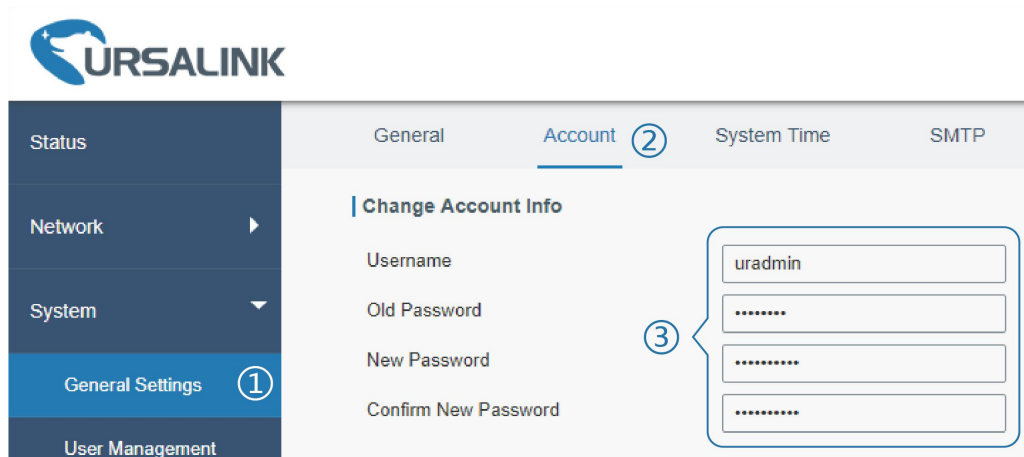 URSALINK
Status
Network
System
General Settings ①
User Management
General Account ② System Time SMTP
Change Account Info
Username uradmin
Old Password ••••••••
New Password ••••••••••
Confirm New Password ••••••••••
③